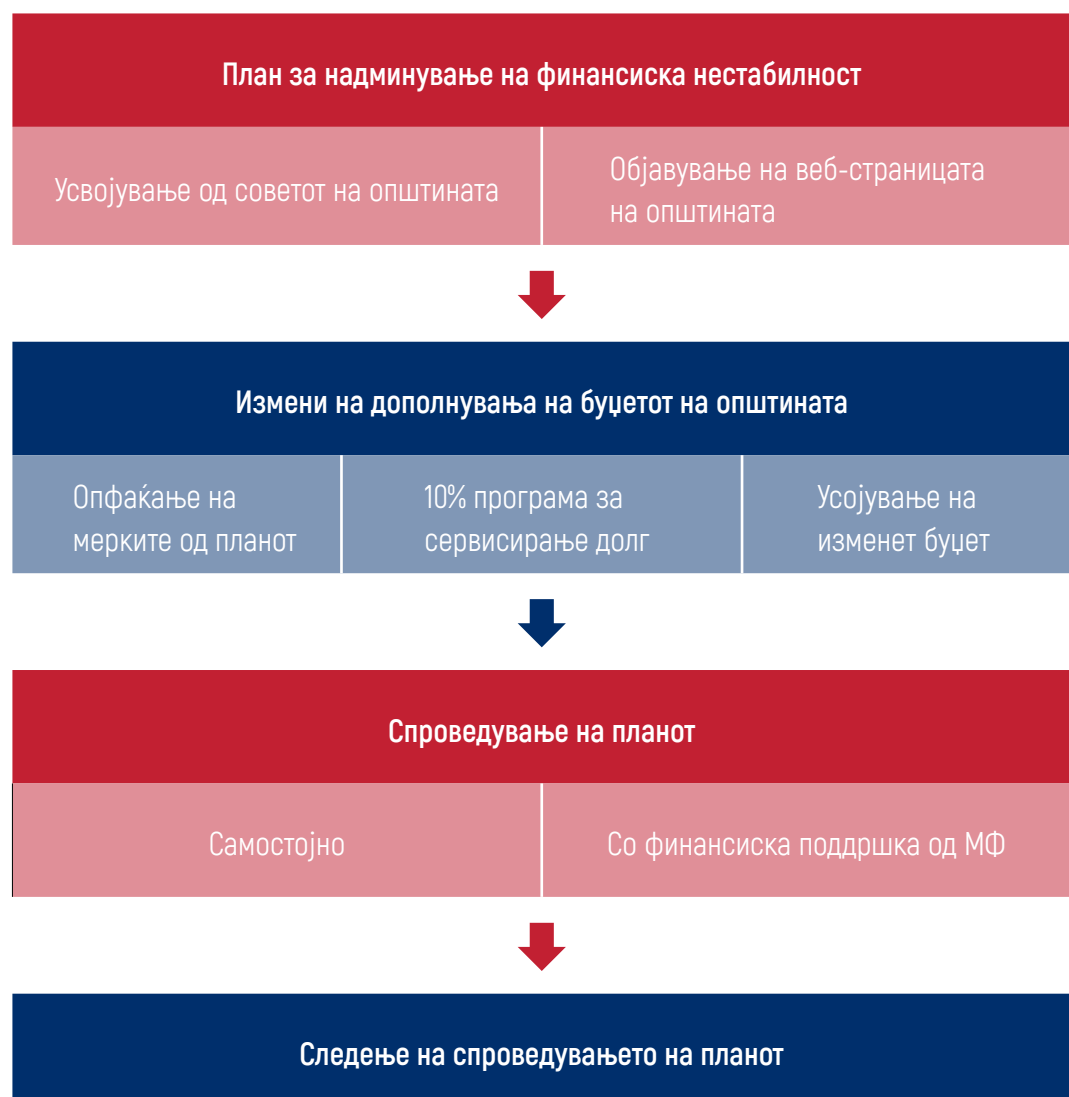 План за надминување на финансиска нестабилност
Усвојување од советот на општината
Објавување на веб-страницата
на општината
Измени на дополнувања на буџетот на општината
Опфаќање на
мерките од планот
10% програма за
сервисирање долг
Усојување на
изменет буџет
Спроведување на планот
Самостојно
Со финансиска поддршка од МФ
Следење на спроведувањето на планот